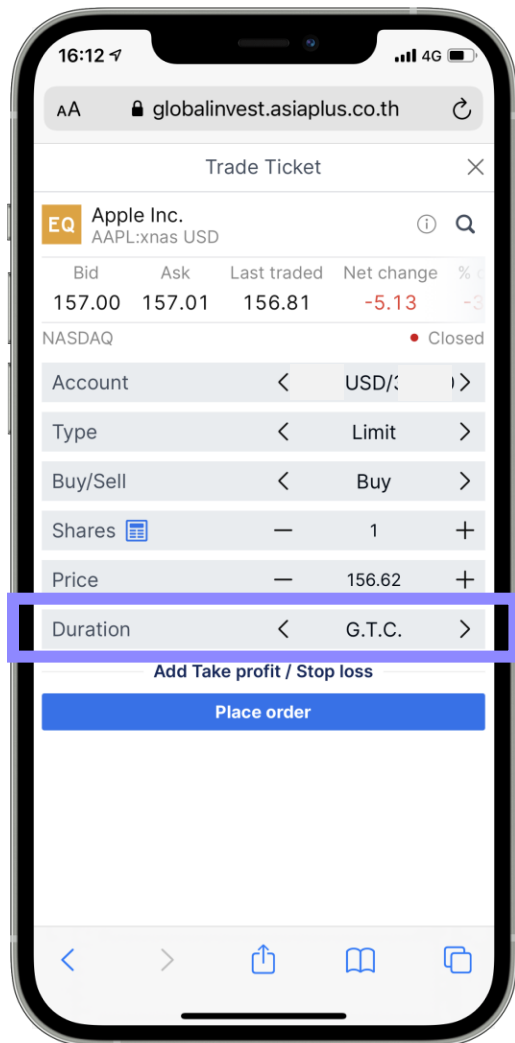 16:12
4G
AA globalinvest.asiaplus.co.th
Trade Ticket
EQ Apple Inc.
AAPL:xnas USD
Bid Ask Last traded Net change %
157.00 157.01 156.81 -5.13 -3
NASDAQ Closed
Account USD/
Type Limit
Buy/Sell Buy
Shares 1
Price 156.62
Duration G.T.C.
Add Take profit / Stop loss
Place order